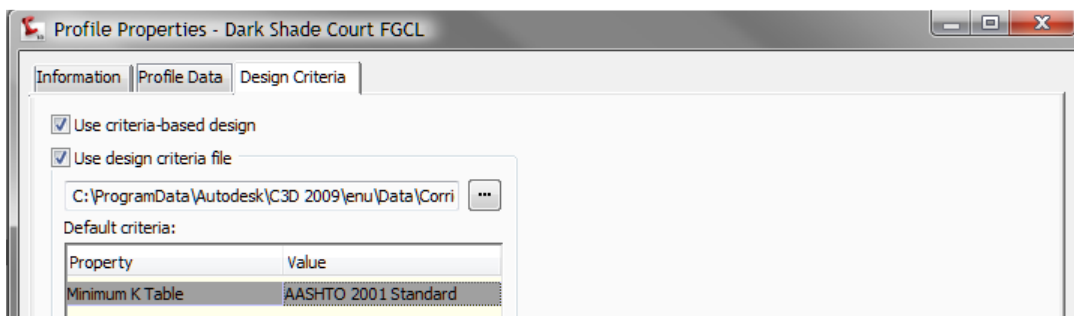 Profile Properties - Dark Shade Court FGCL
Information Profile Data Design Criteria
Use criteria-based design
Use design criteria file
C:\ProgramData\Autodesk\C3D 2009\enu\Data\Corri ...
Default criteria:
Property Value
Minimum K Table AASHTO 2001 Standard